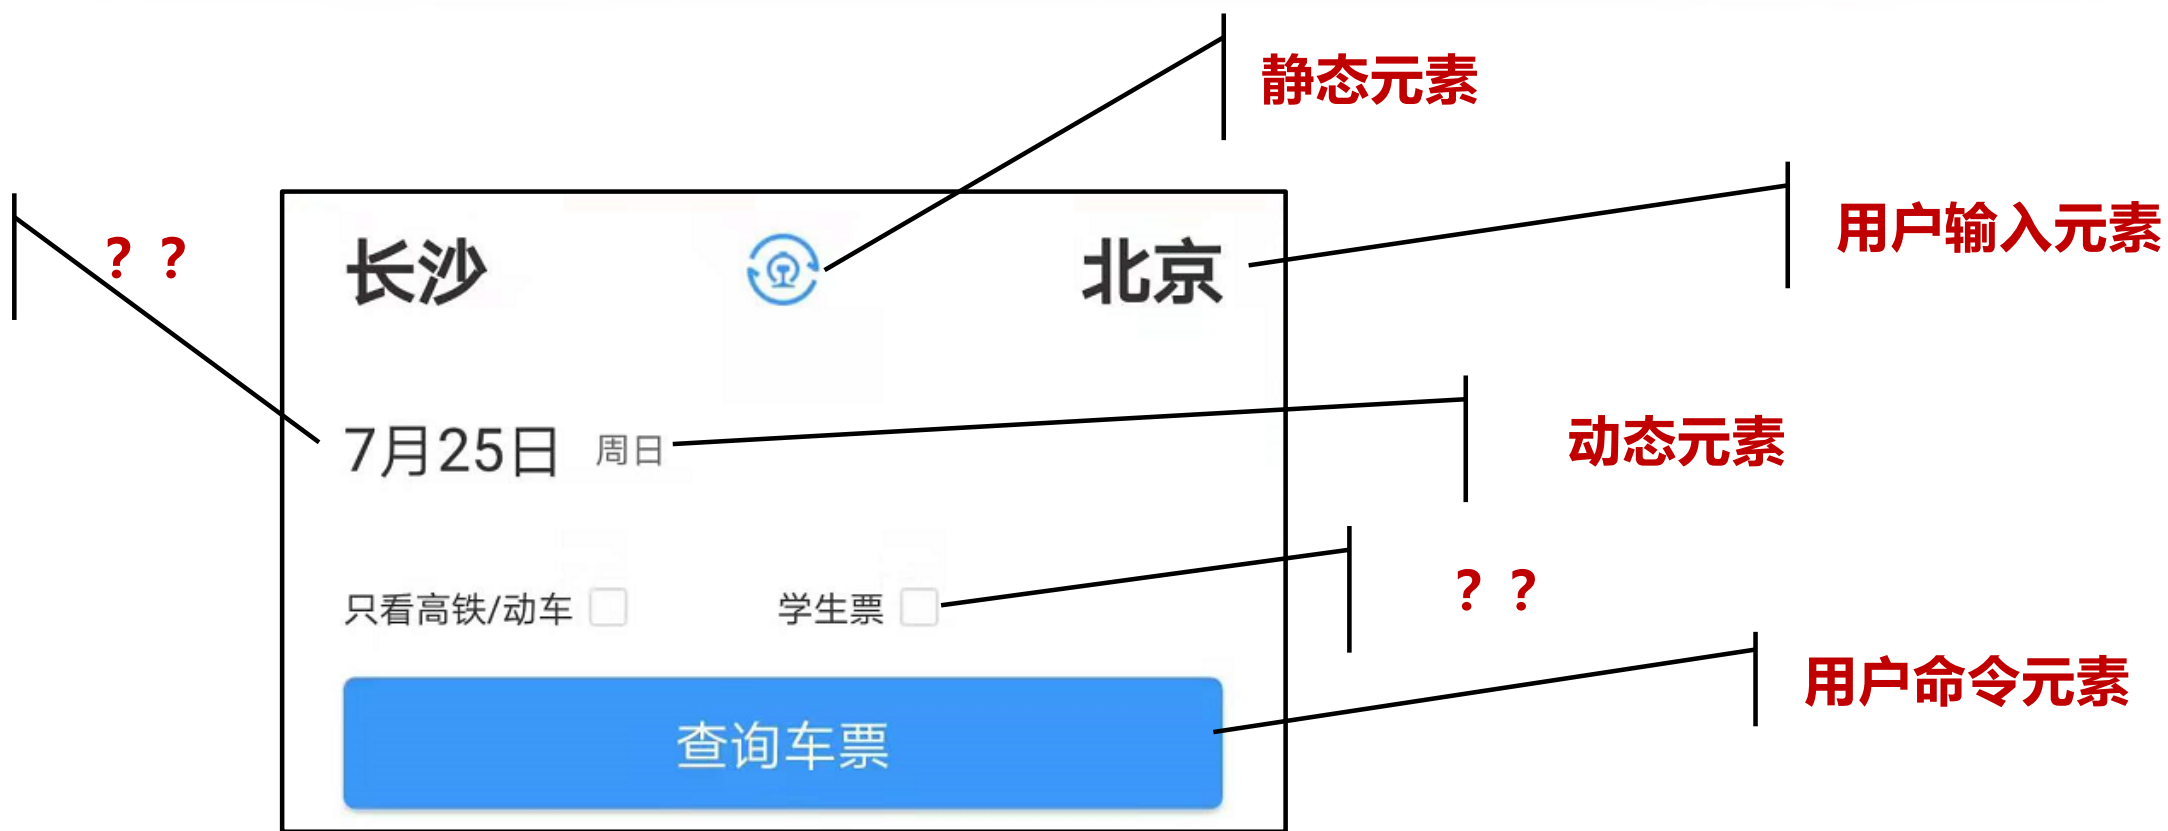 静态元素
用户输入元素
？？
长沙
北京
动态元素
7月25日 周日
？？
只看高铁/动车
学生票
用户命令元素
查询车票